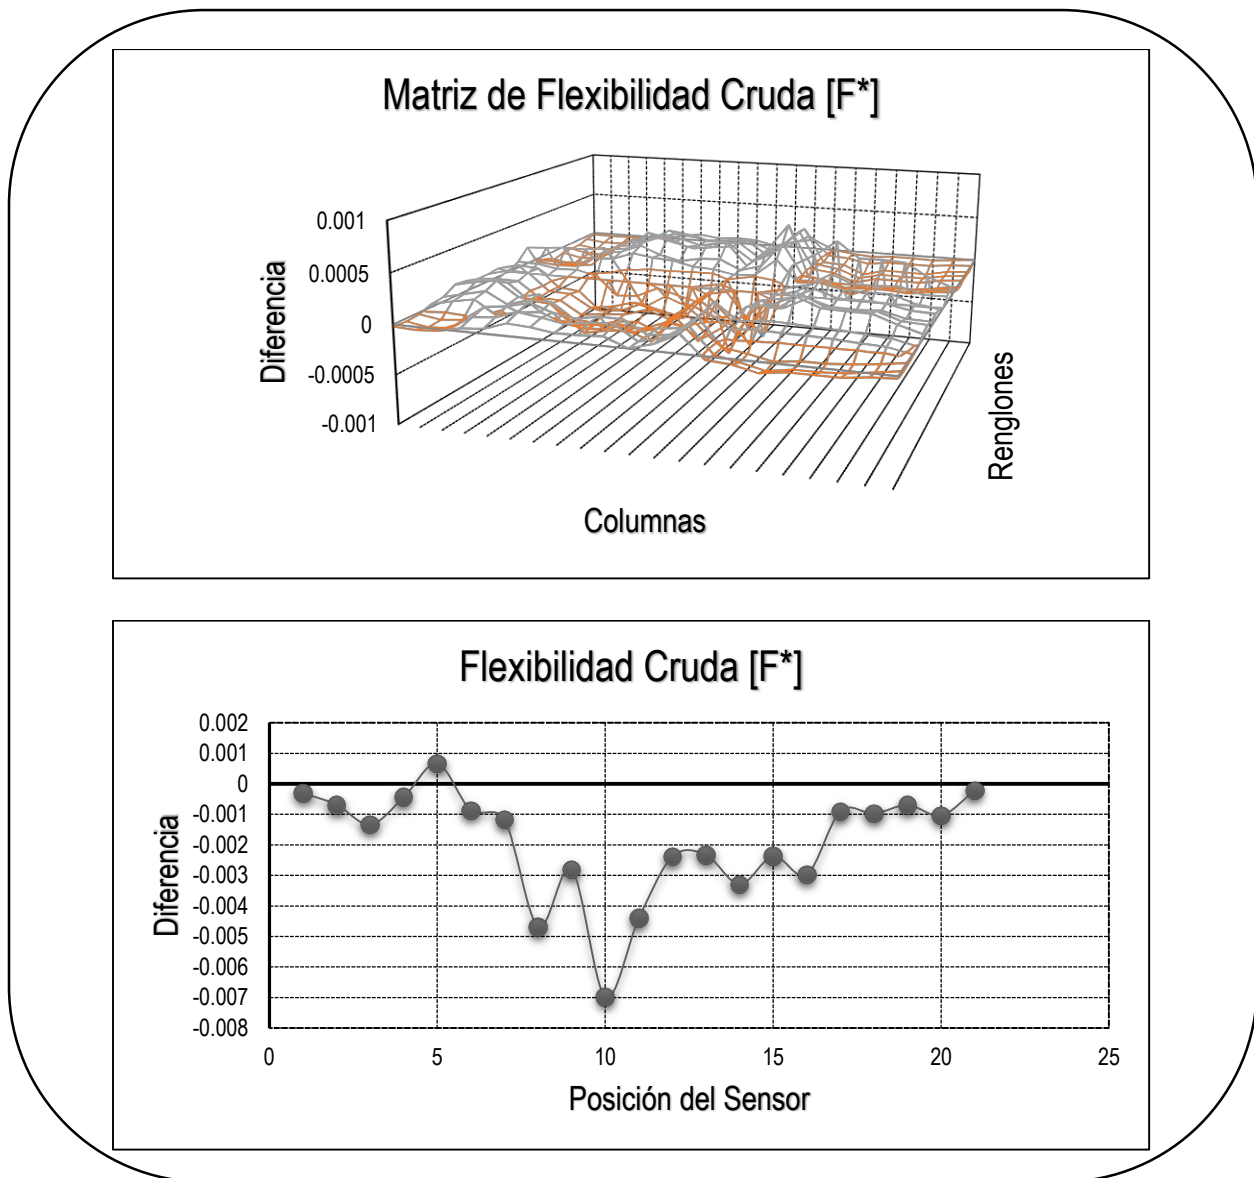 Matriz de Flexibilidad Cruda [F*]
0.001
0.0005
0
-0.0005
-0.001
Diferencia
Columnas
Renglones
Flexibilidad Cruda [F*]
0.002
0.001
0
-0.001
-0.002
-0.003
-0.004
-0.005
-0.006
-0.007
-0.008
Diferencia
0 5 10 15 20 25
Posición del Sensor